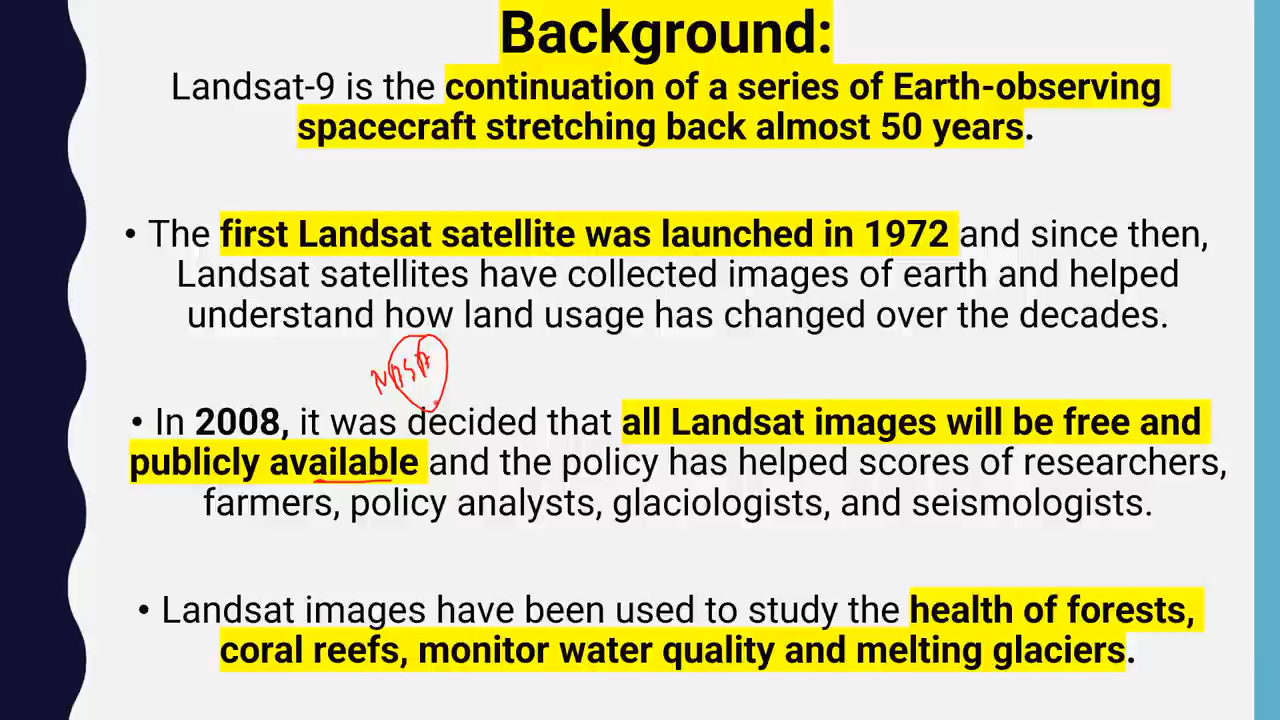 Background:
Landsat-9 is the continuation of a series of Earth-observing
spacecraft stretching back almost 50 years.
• The first Landsat satellite was launched in 1972 and since then,
Landsat satellites have collected images of earth and helped
understand how land usage has changed over the decades.
NASA
• In 2008, it was decided that all Landsat images will be free and
publicly available and the policy has helped scores of researchers,
farmers, policy analysts, glaciologists, and seismologists.
• Landsat images have been used to study the health of forests,
coral reefs, monitor water quality and melting glaciers.